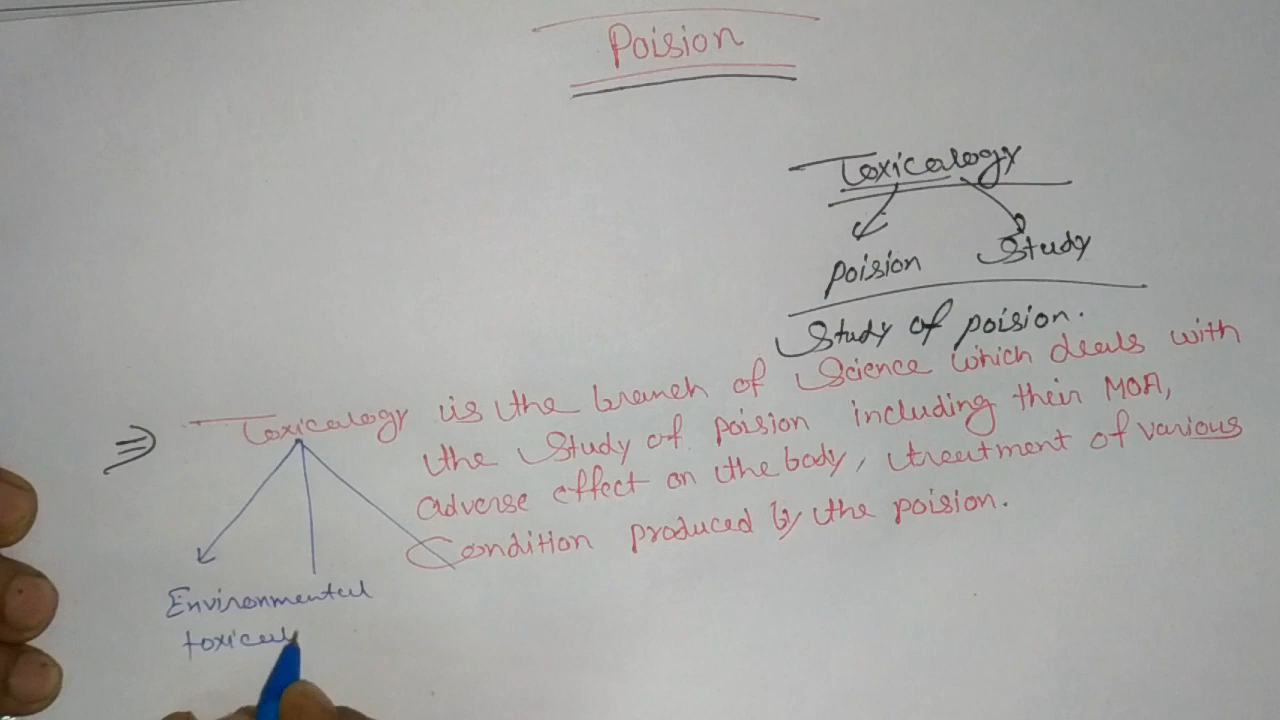 Poision
Toxicalogy
poision Study
Study of poision.
⇒ Toxicalogy is the branch of Science which deals with
the Study of poision including their MOA,
adverse effect on the body, treatment of various
Condition produced by the poision.
Environmental
toxical